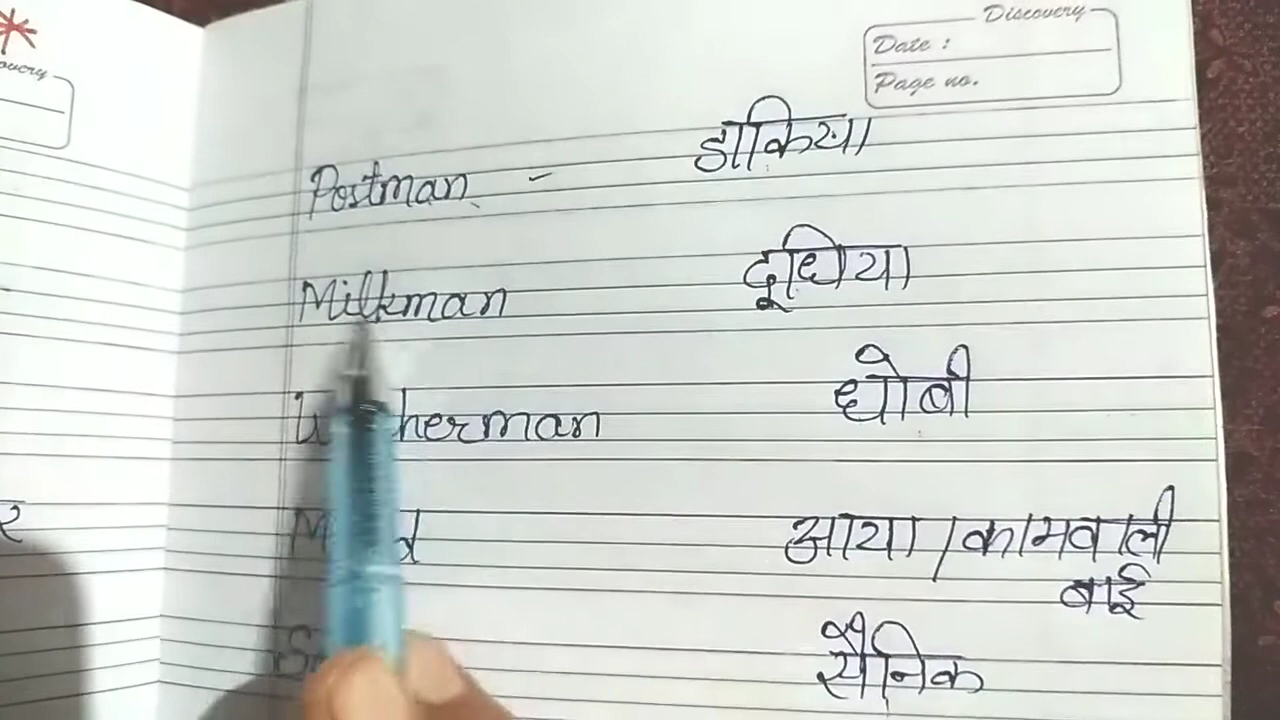 Discovery
Date :
Page no.
Postman - डाकिया
Milkman दूधिया
धोबी
आया / कामवाली
बाई
सैनिक